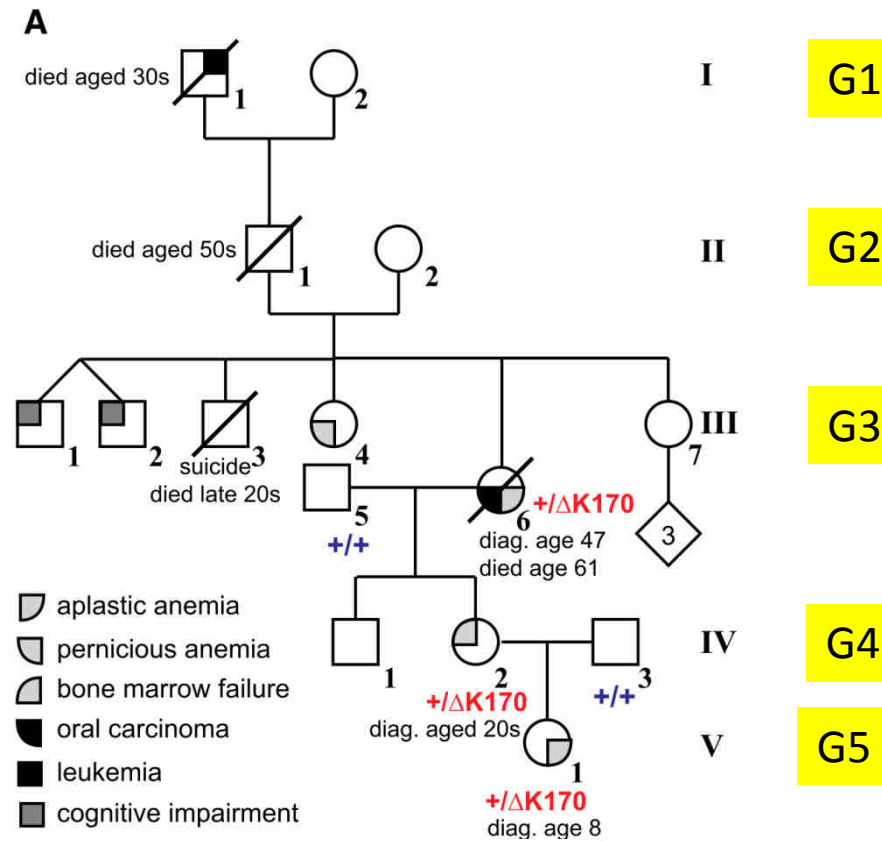 A
died aged 30s
1
2
I
G1
died aged 50s
1
2
II
G2
1
2
suicide 3
died late 20s
4
7
III
G3
5
+/+
6
+/ΔK170
diag. age 47
died age 61
3
aplastic anemia
pernicious anemia
bone marrow failure
oral carcinoma
leukemia
cognitive impairment
1
2
+/ΔK170
diag. aged 20s
3
+/+
IV
G4
1
+/ΔK170
diag. age 8
V
G5